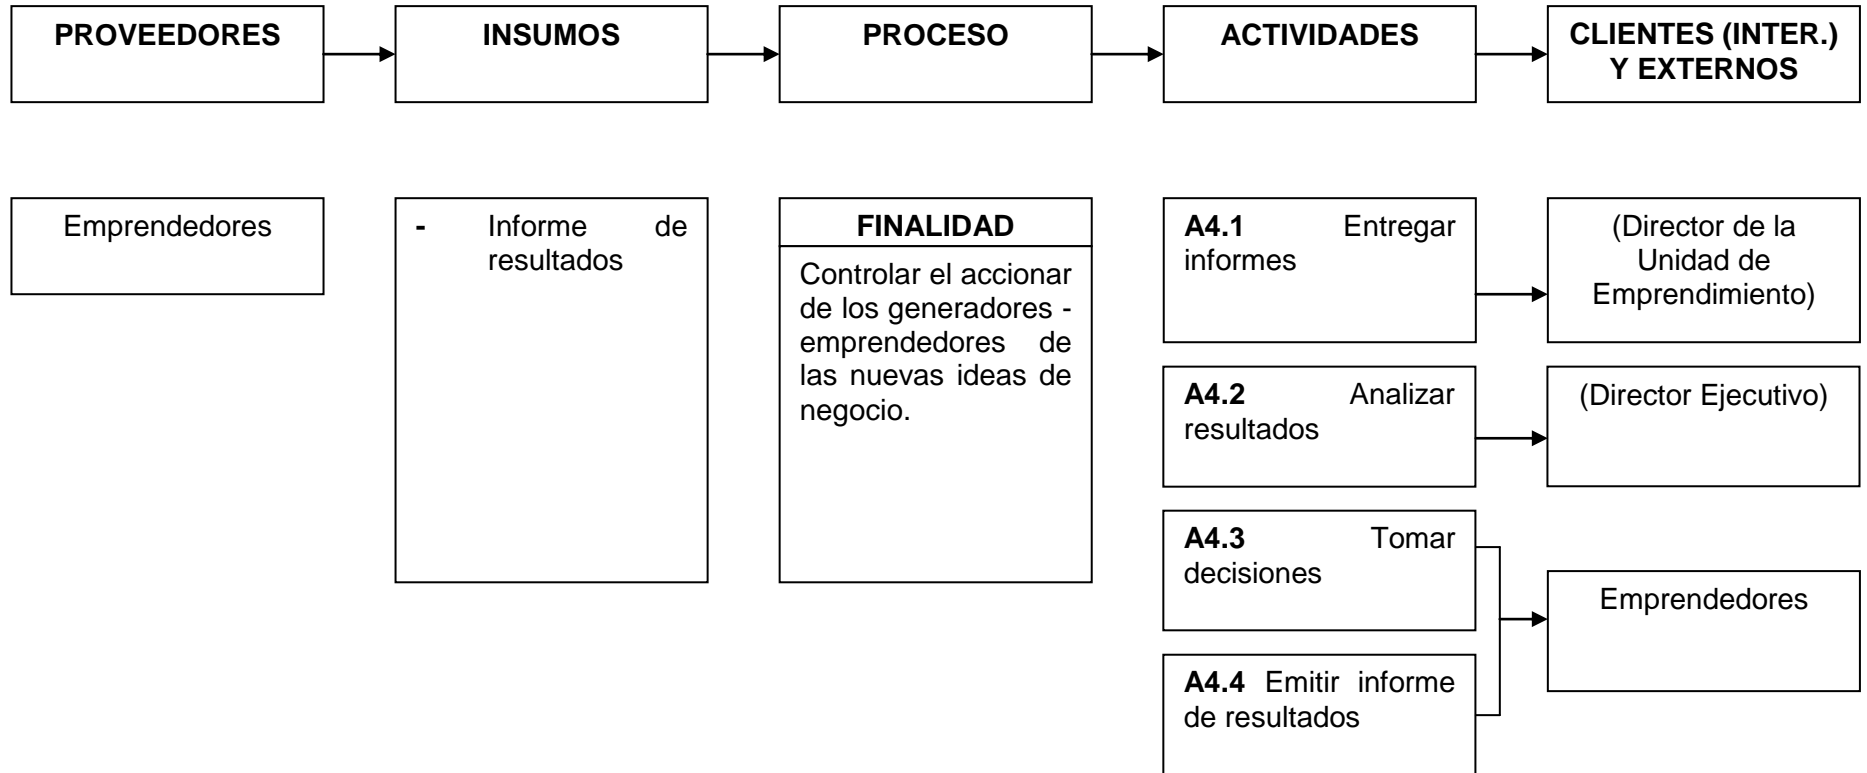 PROVEEDORES
INSUMOS
PROCESO
ACTIVIDADES
CLIENTES (INTER.)
Y EXTERNOS
Emprendedores
- Informe de
resultados
FINALIDAD
Controlar el accionar
de los generadores -
emprendedores de
las nuevas ideas de
negocio.
A4.1 Entregar
informes
(Director de la
Unidad de
Emprendimiento)
A4.2 Analizar
resultados
(Director Ejecutivo)
A4.3 Tomar
decisiones
A4.4 Emitir informe
de resultados
Emprendedores